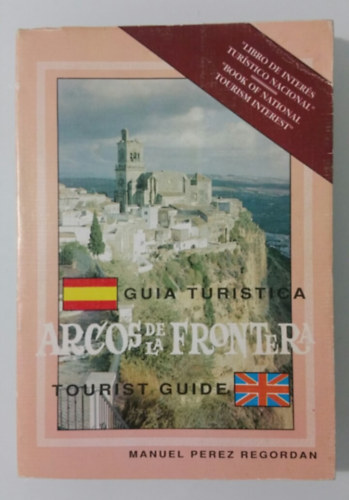 "LIBRO DE INTERÉS
TURÍSTICO NACIONAL"
"BOOK OF NATIONAL
TOURISM INTEREST"
GUIA TURISTICA
ARCOS DE LA FRONTERA
TOURIST GUIDE
MANUEL PEREZ REGORDAN